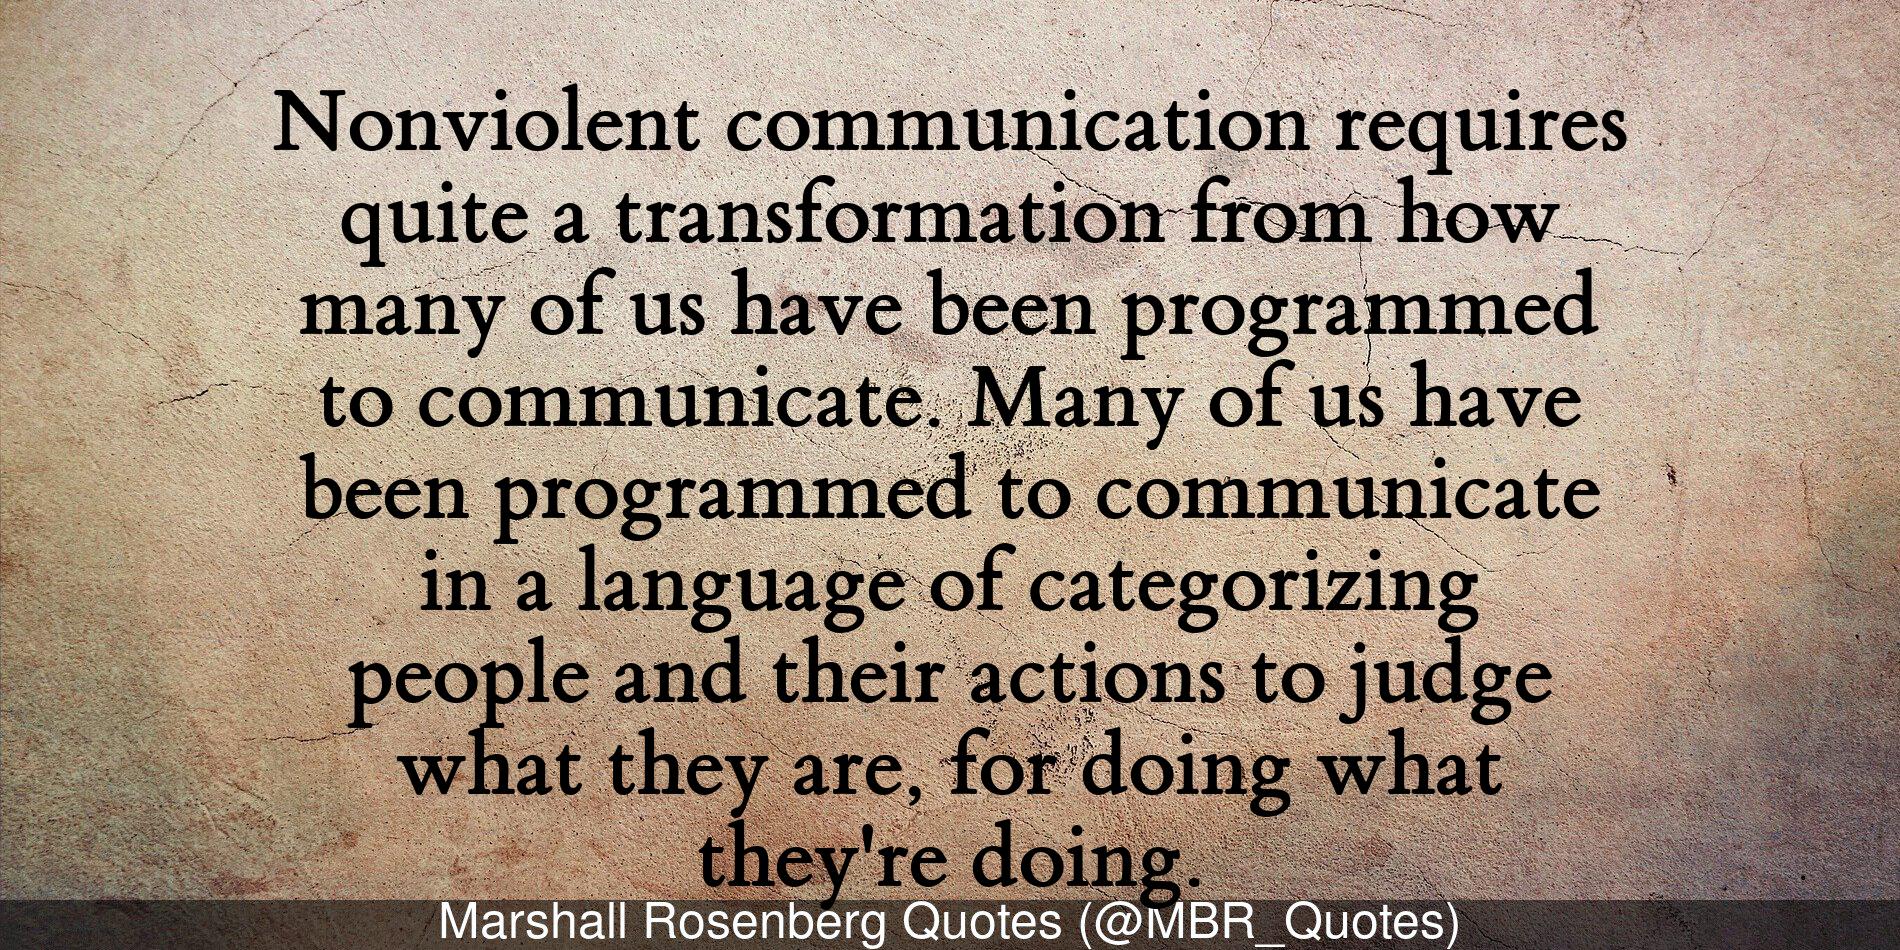 Nonviolent communication requires
quite a transformation from how
many of us have been programmed
to communicate. Many of us have
been programmed to communicate
in a language of categorizing
people and their actions to judge
what they are, for doing what
they're doing.
Marshall Rosenberg Quotes (@MBR_Quotes)